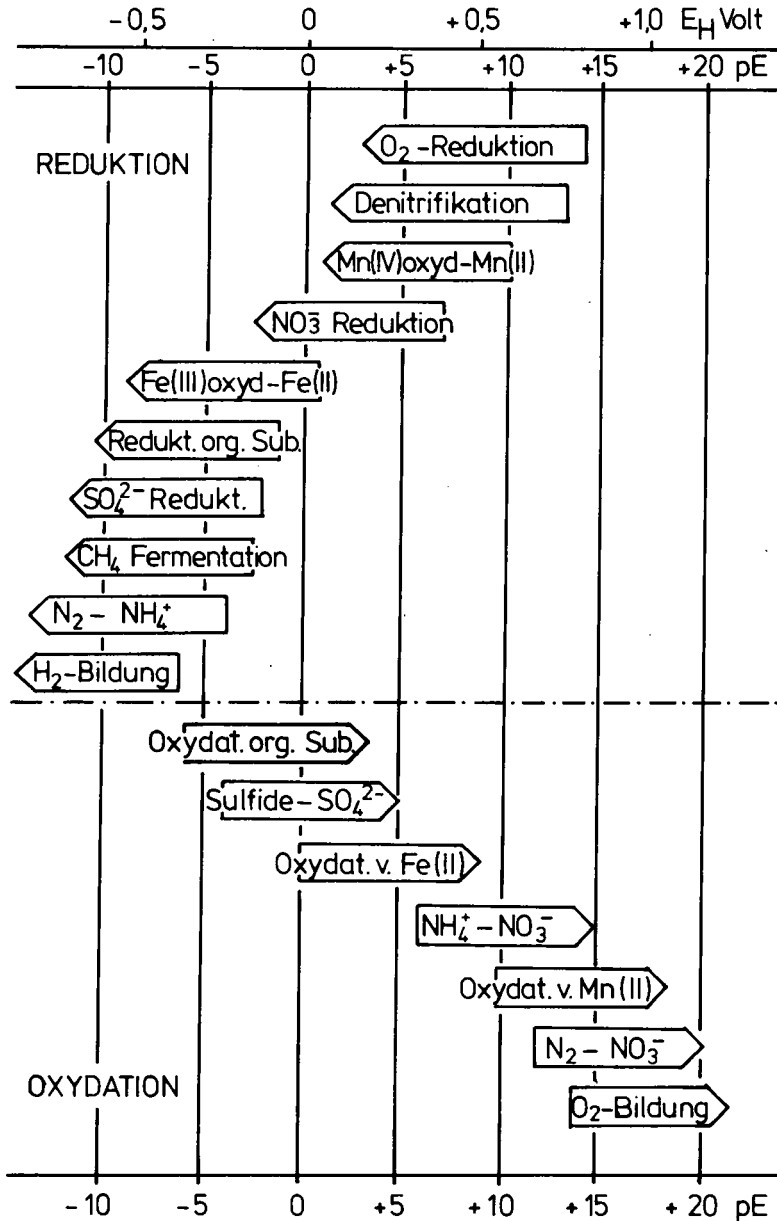 -0,5 0 +0,5 +1,0 E_H Volt
-10 -5 0 +5 +10 +15 +20 pE
O₂-Reduktion
REDUKTION
Denitrifikation
Mn(IV)oxyd-Mn(II)
NO₃⁻ Reduktion
Fe(III)oxyd-Fe(II)
Redukt. org. Sub.
SO₄²⁻ Redukt.
CH₄ Fermentation
N₂ – NH₄⁺
H₂-Bildung
Oxydat. org. Sub.
Sulfide – SO₄²⁻
Oxydat. v. Fe(II)
NH₄⁺ – NO₃⁻
Oxydat. v. Mn(II)
N₂ – NO₃⁻
OXYDATION
O₂-Bildung
-10 -5 0 +5 +10 +15 +20 pE